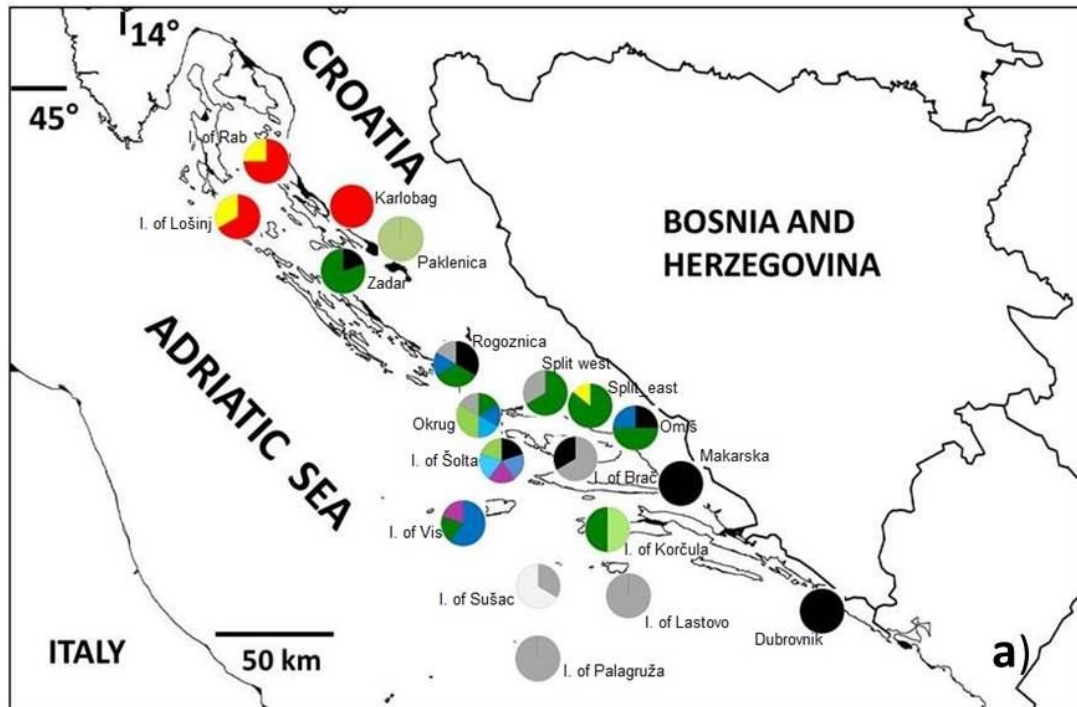 14°
45°
CROATIA
I. of Rab
Karlobag
I. of Lošinj
Paklenica
Zadar
BOSNIA AND
HERZEGOVINA
ADRIATIC SEA
Rogoznica
Split west
Split_east
Okrug
Omiš
I. of Šolta
I. of Brač
Makarska
I. of Vis
I. of Korčula
I. of Sušac
I. of Lastovo
Dubrovnik
ITALY
50 km
I. of Palagruža
a)